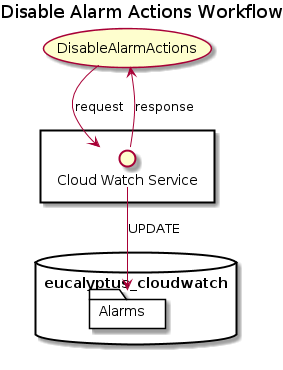 Disable Alarm Actions Workflow
DisableAlarmActions
request
response
Cloud Watch Service
UPDATE
eucalyptus_cloudwatch
Alarms